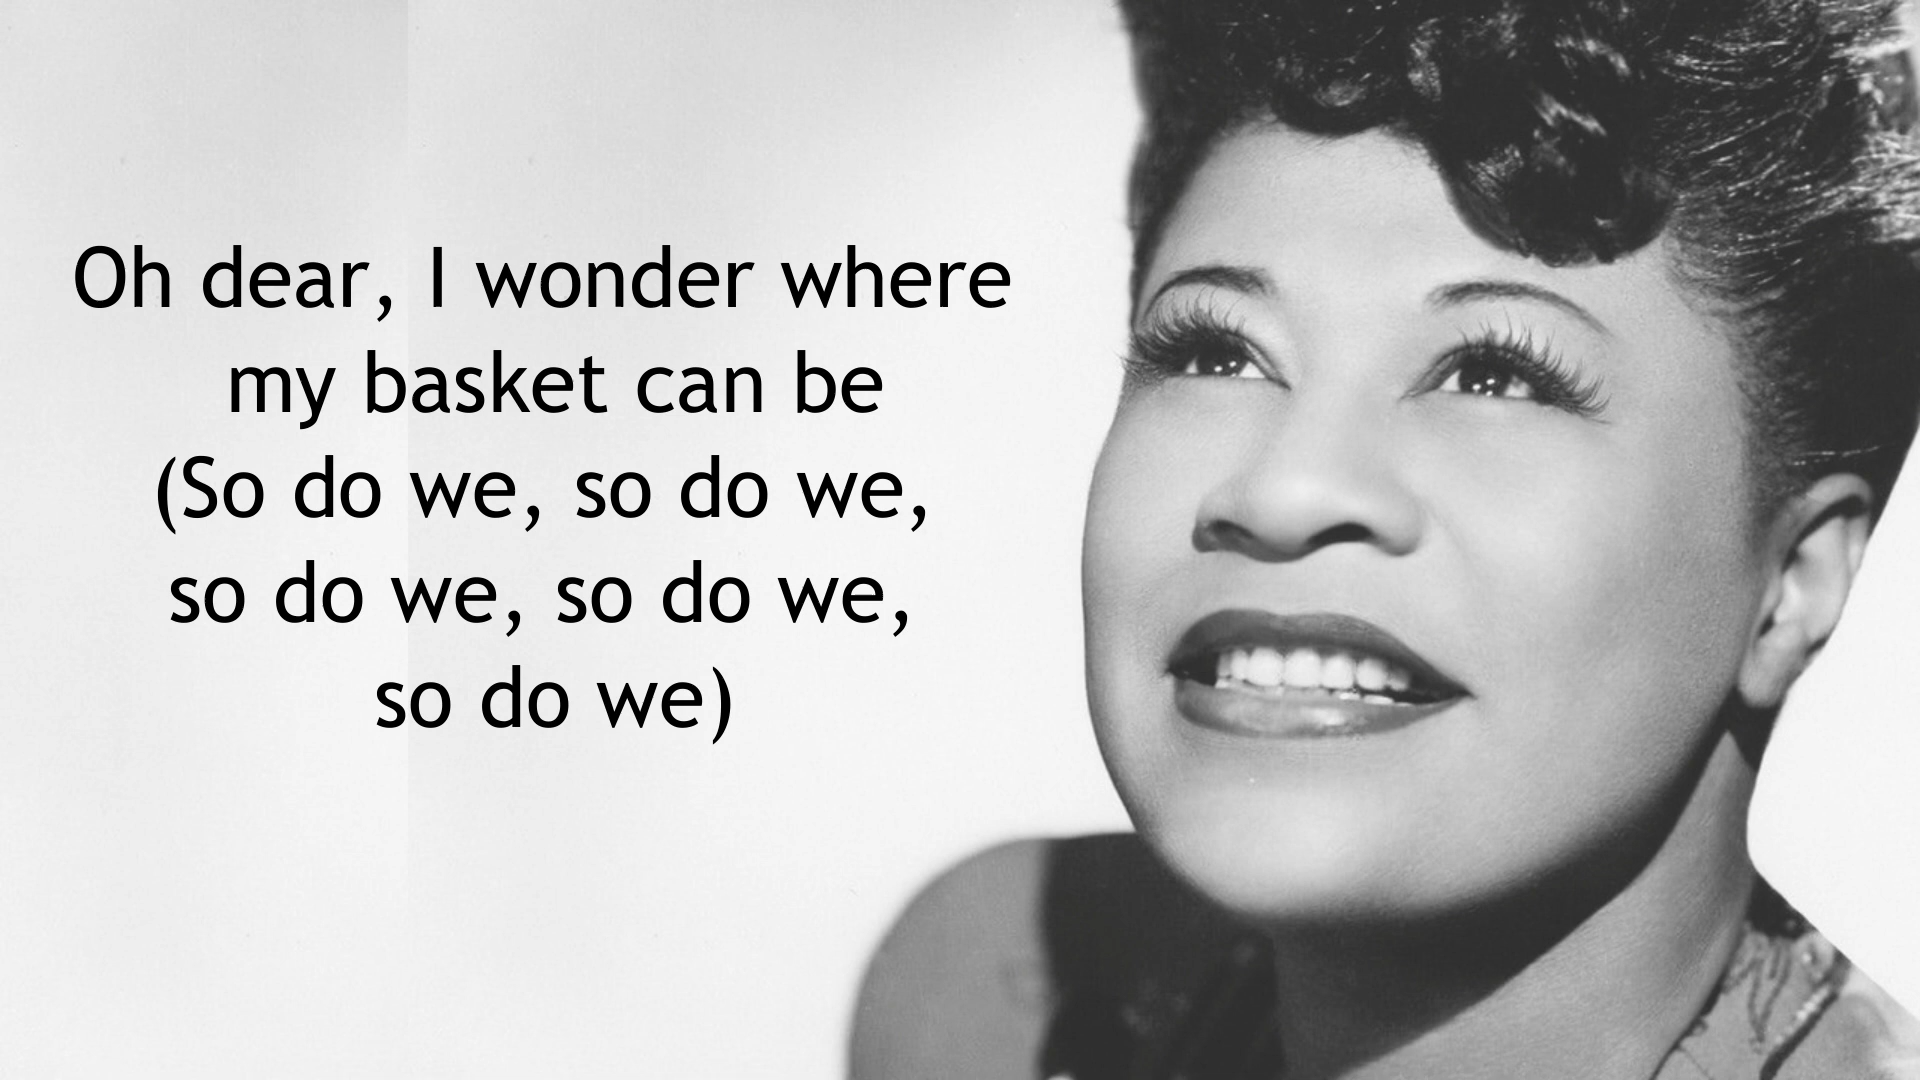 Oh dear, I wonder where
my basket can be
(So do we, so do we,
so do we, so do we,
so do we)